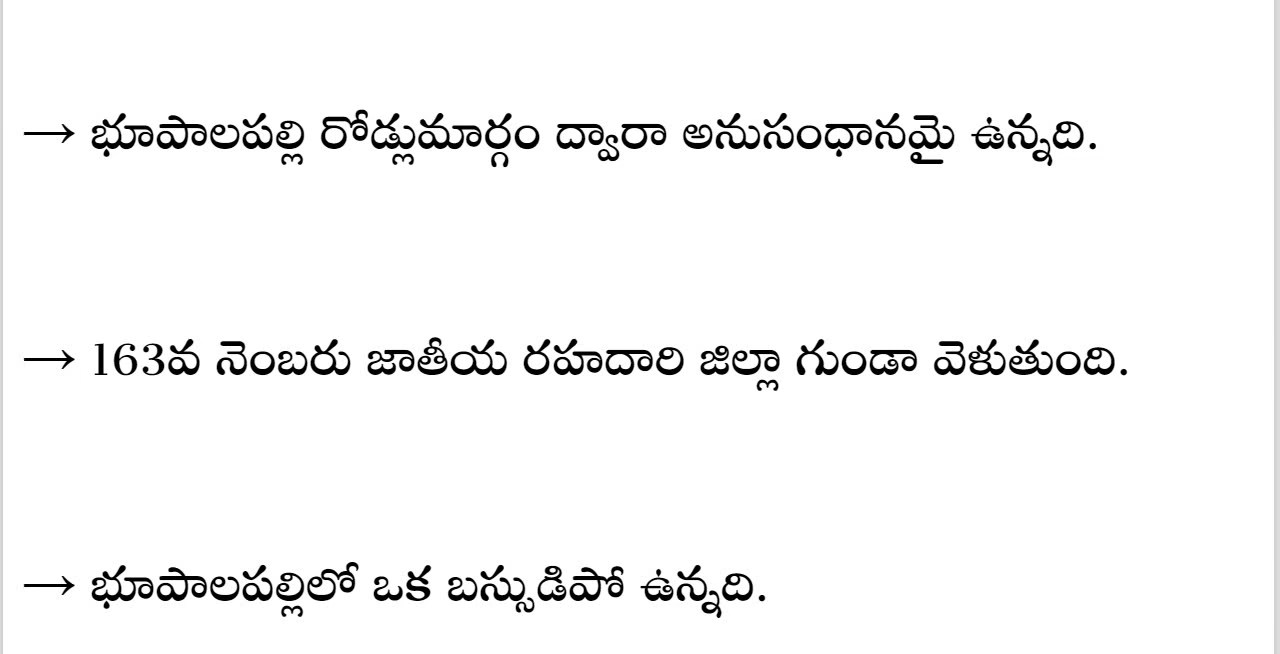 → భూపాలపల్లి రోడ్లుమార్గం ద్వారా అనుసంధానమై ఉన్నది.
→ 163వ నెంబరు జాతీయ రహదారి జిల్లా గుండా వెళుతుంది.
→ భూపాలపల్లిలో ఒక బస్సుడిపో ఉన్నది.